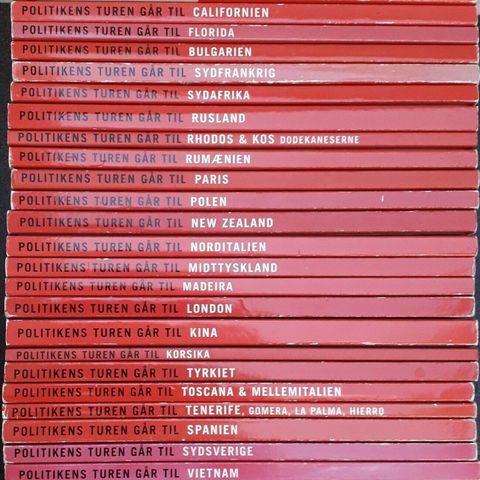 POLITIKENS TUREN GÅR TIL CALIFORNIEN
POLITIKENS TUREN GÅR TIL FLORIDA
POLITIKENS TUREN GÅR TIL BULGARIEN
POLITIKENS TUREN GÅR TIL SYDFRANKRIG
POLITIKENS TUREN GÅR TIL SYDAFRIKA
POLITIKENS TUREN GÅR TIL RUSLAND
POLITIKENS TUREN GÅR TIL RHODOS & KOS DODEKANESERNE
POLITIKENS TUREN GÅR TIL RUMÆNIEN
POLITIKENS TUREN GÅR TIL PARIS
POLITIKENS TUREN GÅR TIL POLEN
POLITIKENS TUREN GÅR TIL NEW ZEALAND
POLITIKENS TUREN GÅR TIL NORDITALIEN
POLITIKENS TUREN GÅR TIL MIDTTYSKLAND
POLITIKENS TUREN GÅR TIL MADEIRA
POLITIKENS TUREN GÅR TIL LONDON
POLITIKENS TUREN GÅR TIL KINA
POLITIKENS TUREN GÅR TIL KORSIKA
POLITIKENS TUREN GÅR TIL TYRKIET
POLITIKENS TUREN GÅR TIL TOSCANA & MELLEMITALIEN
POLITIKENS TUREN GÅR TIL TENERIFE, GOMERA, LA PALMA, HIERRO
POLITIKENS TUREN GÅR TIL SPANIEN
POLITIKENS TUREN GÅR TIL SYDSVERIGE
POLITIKENS TUREN GÅR TIL VIETNAM